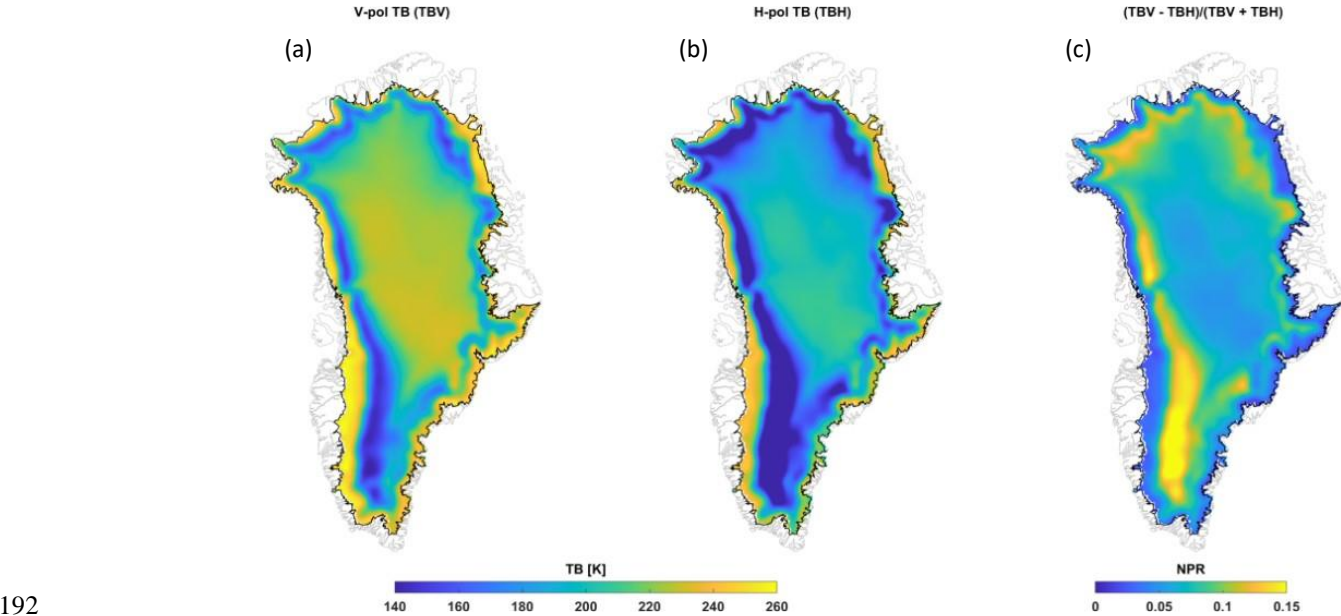 V-pol TB (TBV) H-pol TB (TBH) (TBV - TBH)/(TBV + TBH)
(a) (b) (c)
TB [K] NPR
140 160 180 200 220 240 260 0 0.05 0.1 0.15
192